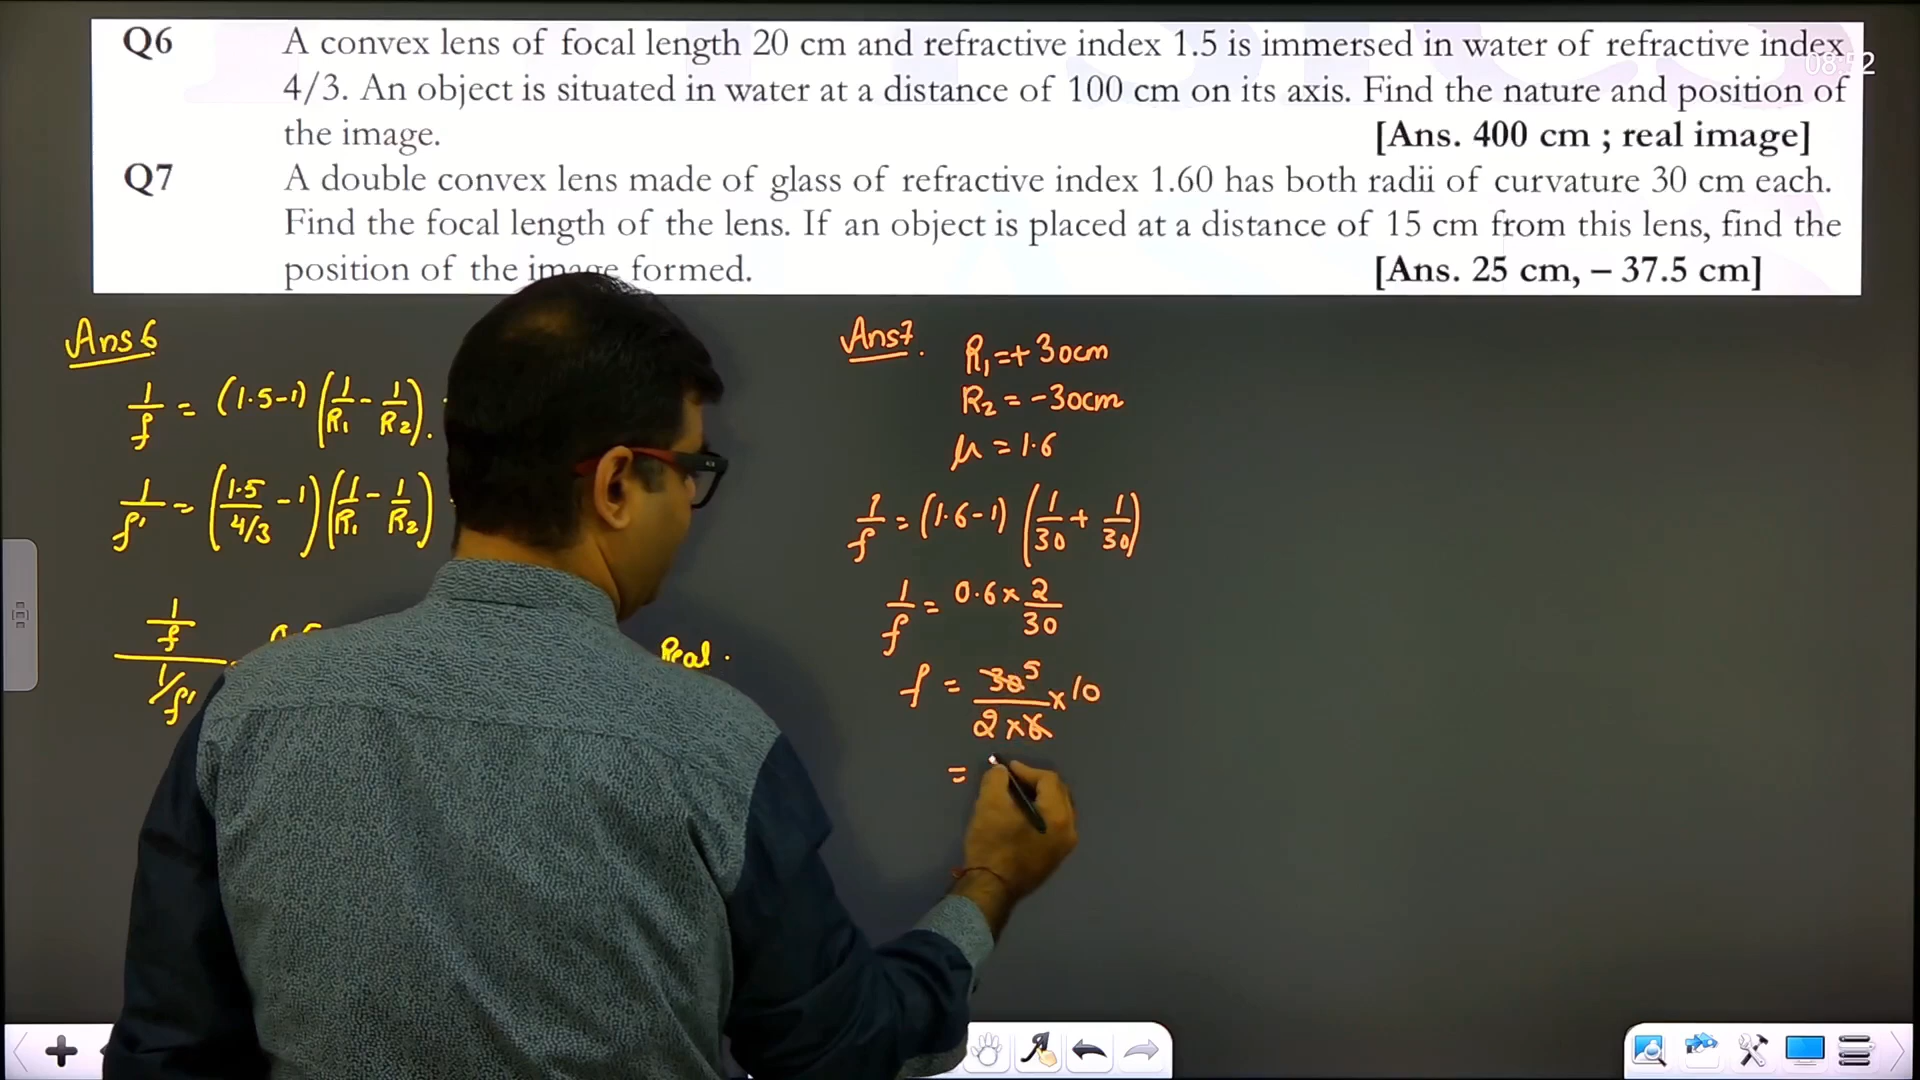 Q6 A convex lens of focal length 20 cm and refractive index 1.5 is immersed in water of refractive index
4/3. An object is situated in water at a distance of 100 cm on its axis. Find the nature and position of
the image. [Ans. 400 cm ; real image]
Q7 A double convex lens made of glass of refractive index 1.60 has both radii of curvature 30 cm each.
Find the focal length of the lens. If an object is placed at a distance of 15 cm from this lens, find the
position of the image formed. [Ans. 25 cm, – 37.5 cm]
Ans 6
1/f = (1.5-1) (1/R₁ - 1/R₂).
1/f' = (1.5/4/3 - 1) (1/R₁ - 1/R₂)
1/f
1/f'
Real.
Ans 7.
R₁ = +30cm
R₂ = -30cm
μ = 1.6
1/f = (1.6-1) (1/30 + 1/30)
1/f = 0.6 × 2/30
f = 30 5/2×6 × 10
=